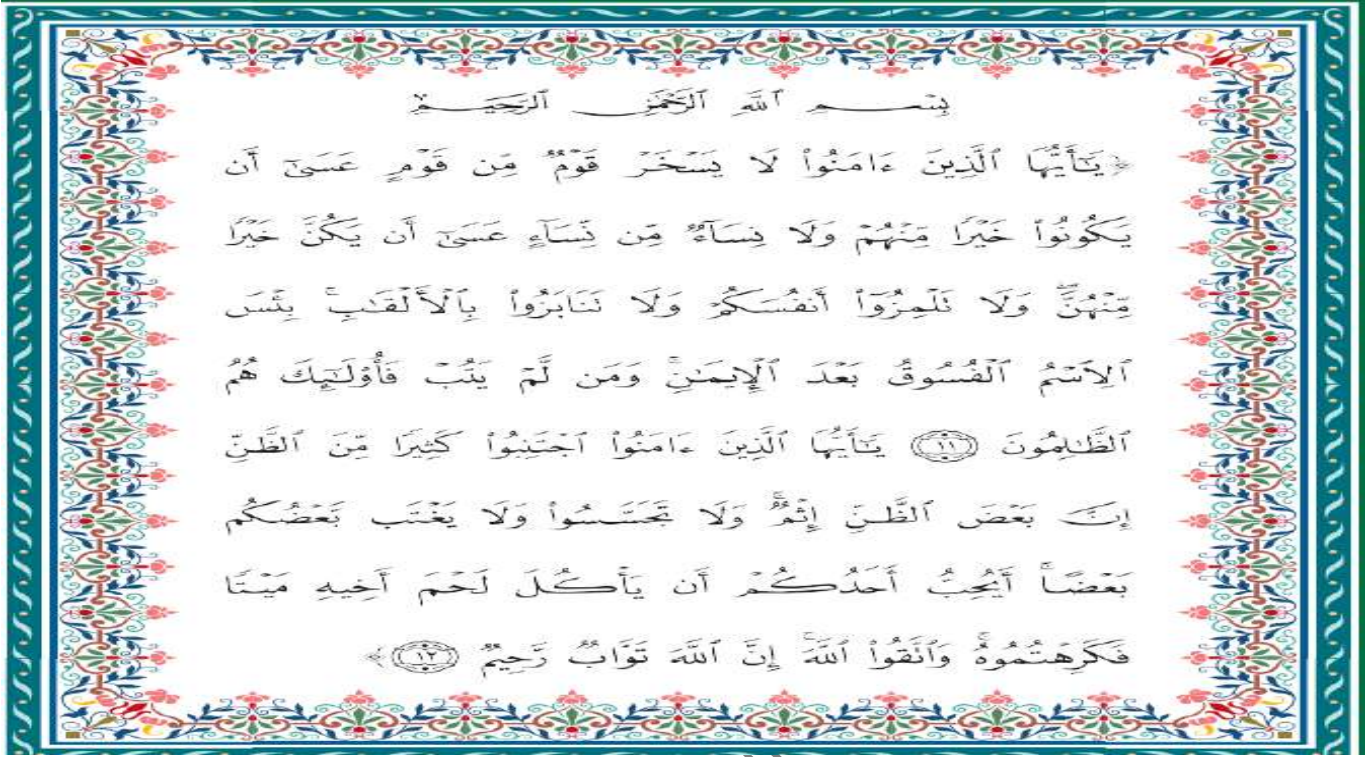 بِسْمِ ٱللَّهِ ٱلرَّحْمَٰنِ ٱلرَّحِيمِ
﴿يَٰٓأَيُّهَا ٱلَّذِينَ ءَامَنُوا۟ لَا يَسْخَرْ قَوْمٌ مِّن قَوْمٍ عَسَىٰٓ أَن
يَكُونُوا۟ خَيْرًا مِّنْهُمْ وَلَا نِسَآءٌ مِّن نِّسَآءٍ عَسَىٰٓ أَن يَكُنَّ خَيْرًا
مِّنْهُنَّ ۖ وَلَا تَلْمِزُوٓا۟ أَنفُسَكُمْ وَلَا تَنَابَزُوا۟ بِٱلْأَلْقَٰبِ ۖ بِئْسَ
ٱلِٱسْمُ ٱلْفُسُوقُ بَعْدَ ٱلْإِيمَٰنِ ۚ وَمَن لَّمْ يَتُبْ فَأُو۟لَٰٓئِكَ هُمُ
ٱلظَّٰلِمُونَ ١١ يَٰٓأَيُّهَا ٱلَّذِينَ ءَامَنُوا۟ ٱجْتَنِبُوا۟ كَثِيرًا مِّنَ ٱلظَّنِّ
إِنَّ بَعْضَ ٱلظَّنِّ إِثْمٌ ۖ وَلَا تَجَسَّسُوا۟ وَلَا يَغْتَب بَّعْضُكُم
بَعْضًا ۚ أَيُحِبُّ أَحَدُكُمْ أَن يَأْكُلَ لَحْمَ أَخِيهِ مَيْتًا
فَكَرِهْتُمُوهُ ۚ وَٱتَّقُوا۟ ٱللَّهَ ۚ إِنَّ ٱللَّهَ تَوَّابٌ رَّحِيمٌ ١٢﴾